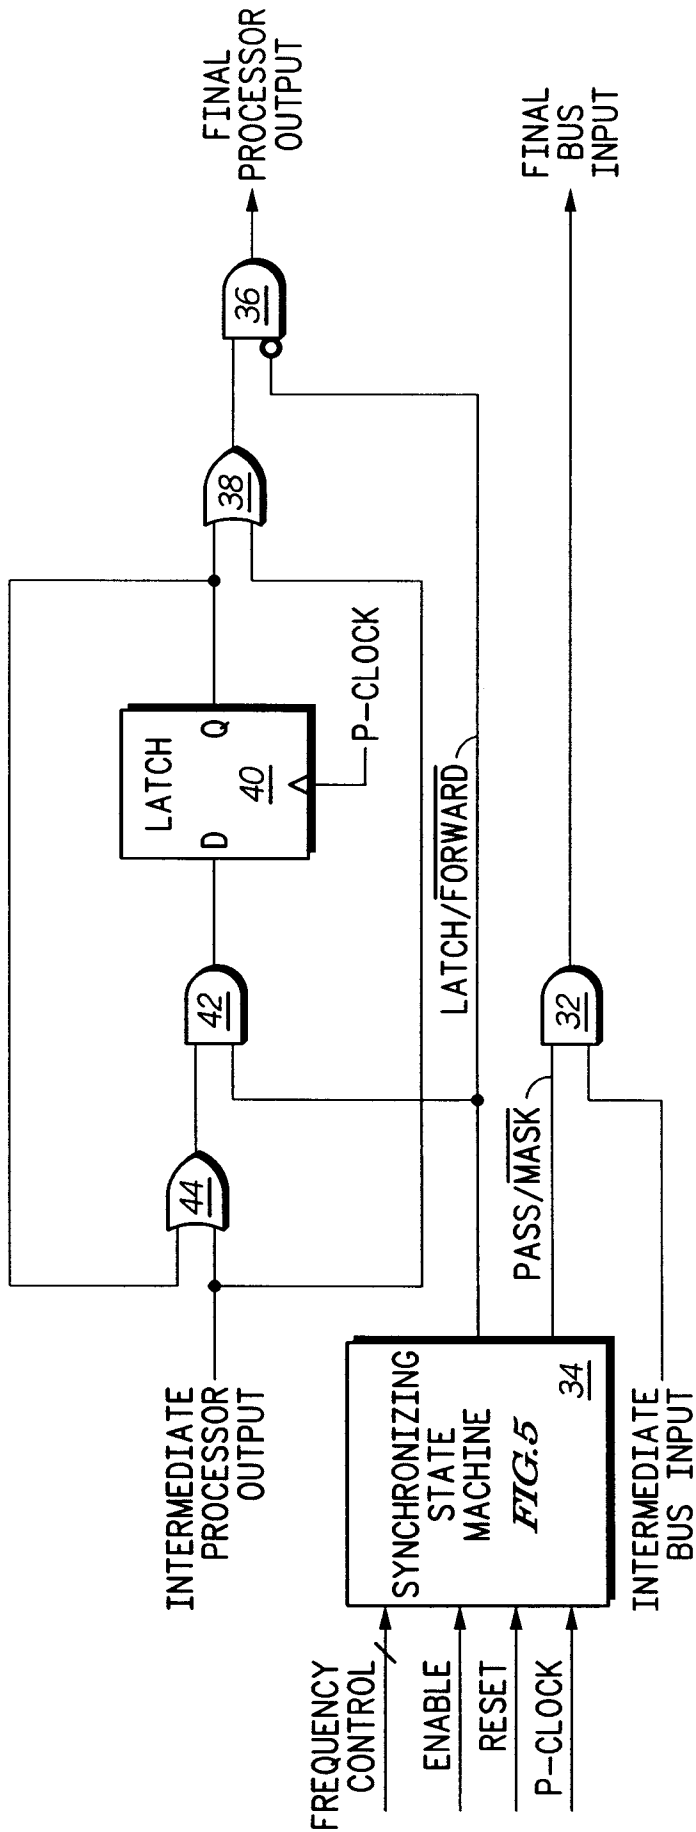 INTERMEDIATE
PROCESSOR
OUTPUT
44
42
LATCH
D
Q
40
P-CLOCK
38
36
FINAL
PROCESSOR
OUTPUT
LATCH/FORWARD
FREQUENCY
CONTROL
ENABLE
RESET
P-CLOCK
SYNCHRONIZING
STATE
MACHINE
FIG.5
34
PASS/MASK
32
INTERMEDIATE
BUS INPUT
FINAL
BUS
INPUT